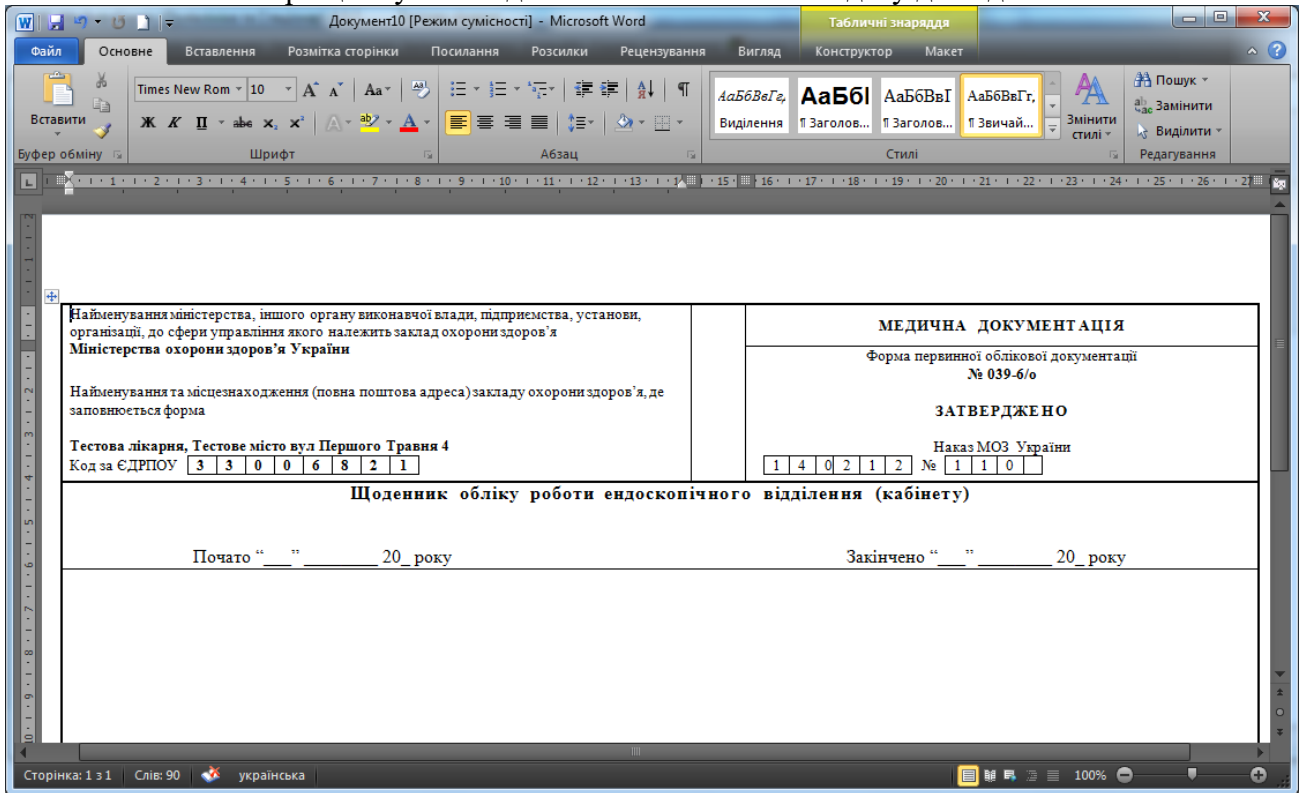 Документ10 [Режим сумісності] - Microsoft Word
Табличні знаряддя
Файл Основне Вставлення Розмітка сторінки Посилання Розсилки Рецензування Вигляд Конструктор Макет
Вставити
Times New Rom 10
Ж К П abc x₂ x²
АаБбВвГг, АаБбІ АаБбВвІ АаБбВвГг,
Виділення ¶ Заголов... ¶ Заголов... ¶ Звичай...
Змінити стилі
Пошук
Замінити
Виділити
Буфер обміну Шрифт Абзац Стилі Редагування
Найменування міністерства, іншого органу виконавчої влади, підприємства, установи,
організації, до сфери управління якого належить заклад охорони здоров’я
Міністерства охорони здоров’я України
Найменування та місцезнаходження (повна поштова адреса) закладу охорони здоров’я, де
заповнюється форма
Тестова лікарня, Тестове місто вул Першого Травня 4
Код за ЄДРПОУ 3 3 0 0 6 8 2 1
МЕДИЧНА ДОКУМЕНТАЦІЯ
Форма первинної облікової документації
№ 039-6/о
ЗАТВЕРДЖЕНО
Наказ МОЗ України
1 4 0 2 1 2 № 1 1 0
Щоденник обліку роботи ендоскопічного відділення (кабінету)
Почато “___” _________ 20_ року
Закінчено “___” _________ 20_ року
Сторінка: 1 з 1 Слів: 90 українська 100%